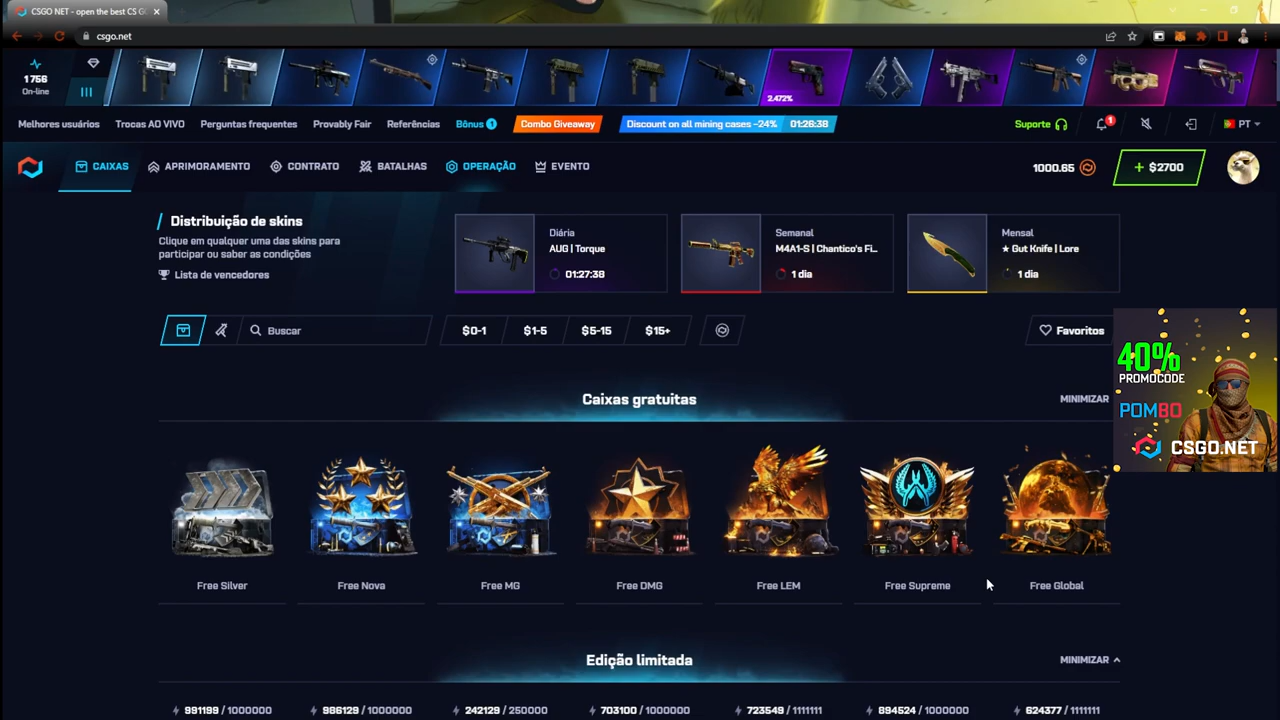 CSGO NET - open the best CS G
csgo.net
1 756
On-line
2.472%
Melhores usuários
Trocas AO VIVO
Perguntas frequentes
Provably Fair
Referências
Bônus 1
Combo Giveaway
Discount on all mining cases -24% 01:26:38
Suporte
1
PT
CAIXAS
APRIMORAMENTO
CONTRATO
BATALHAS
OPERAÇÃO
EVENTO
1000.65
+ $2700
Distribuição de skins
Clique em qualquer uma das skins para
participar ou saber as condições
Lista de vencedores
Diária
AUG | Torque
01:27:38
Semanal
M4A1-S | Chantico's Fi...
1 dia
Mensal
★ Gut Knife | Lore
1 dia
Buscar
$0-1
$1-5
$5-15
$15+
Favoritos
40%
PROMOCODE
POMBO
CSGO.NET
Caixas gratuitas
MINIMIZAR
Free Silver
Free Nova
Free MG
Free DMG
Free LEM
Free Supreme
Free Global
Edição limitada
MINIMIZAR
991199 / 1000000
986129 / 1000000
242129 / 250000
703100 / 1000000
723549 / 1111111
894524 / 1000000
624377 / 1111111